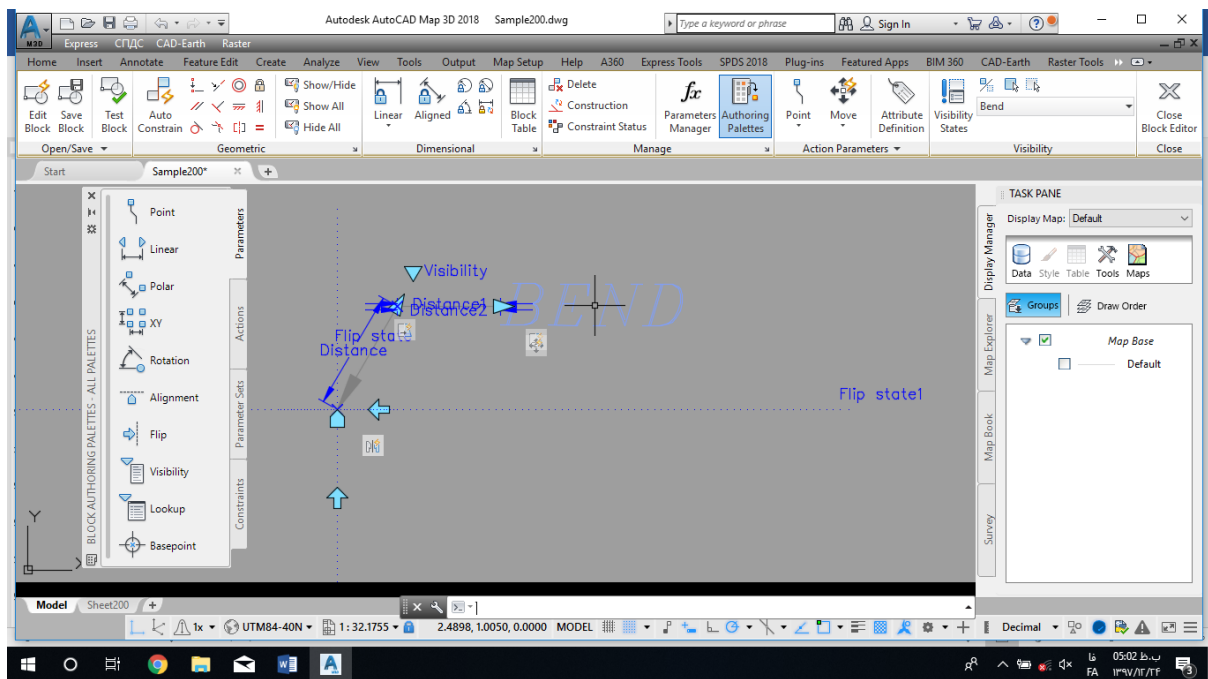 Autodesk AutoCAD Map 3D 2018 Sample200.dwg
Type a keyword or phrase
Sign In
M3D
Express СПДС CAD-Earth Raster
Home Insert Annotate Feature Edit Create Analyze View Tools Output Map Setup Help A360 Express Tools SPDS 2018 Plug-ins Featured Apps BIM 360 CAD-Earth Raster Tools
Edit Block
Save Block
Test Block
Auto Constrain
Show/Hide
Show All
Hide All
Linear
Aligned
Block Table
Delete
Construction
Constraint Status
fx
Parameters Manager
Authoring Palettes
Point
Move
Attribute Definition
Visibility States
Bend
Close Block Editor
Open/Save Geometric Dimensional Manage Action Parameters Visibility Close
Start Sample200*
Point
Linear
Polar
XY
Rotation
Alignment
Flip
Visibility
Lookup
Basepoint
Parameters
Actions
Parameter Sets
Constraints
BLOCK AUTHORING PALETTES - ALL PALETTES
Visibility
BEND
Distance1
Distance2
Flip state
Distance
Flip state1
Y
X
TASK PANE
Display Map: Default
Data Style Table Tools Maps
Groups Draw Order
Map Base
Default
Display Manager
Map Explorer
Map Book
Survey
Model Sheet200
1x UTM84-40N 1 : 32.1755 2.4898, 1.0050, 0.0000 MODEL Decimal
فا
FA
05:02 ب.ظ
۱۳۹۷/۱۲/۲۴
3